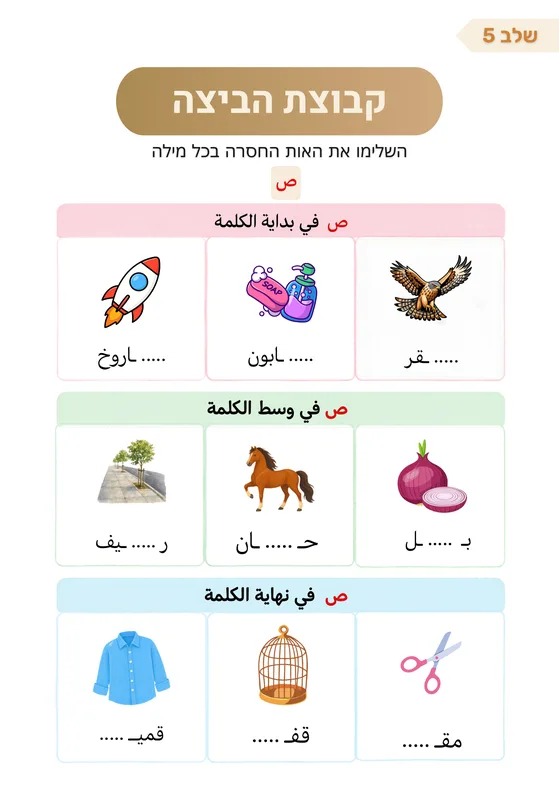 שלב 5
קבוצת הביצה
השלימו את האות החסרה בכל מילה
ص
ص في بداية الكلمة
..... ـقر
SOAP
..... ـابون
..... ـاروخ
ص في وسط الكلمة
بـ ..... ـل
حـ ..... ـان
ر ..... ـيف
ص في نهاية الكلمة
مقـ .....
قفـ .....
قميـ .....